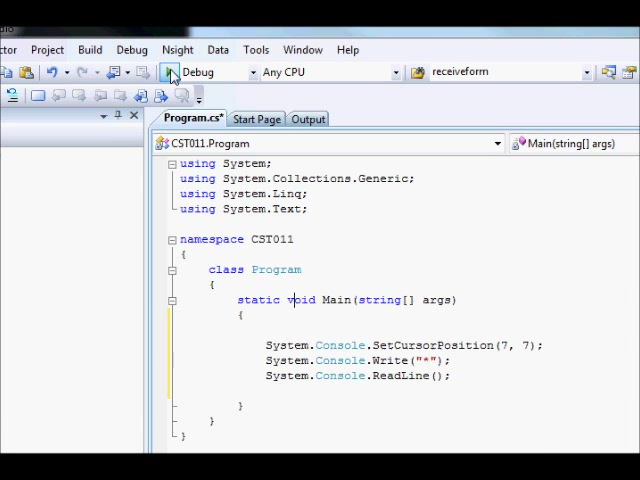 ctor Project Build Debug Nsight Data Tools Window Help
Debug Any CPU receiveform
Program.cs* Start Page Output
CST011.Program Main(string[] args)
using System;
using System.Collections.Generic;
using System.Linq;
using System.Text;
namespace CST011
{
class Program
{
static void Main(string[] args)
{
System.Console.SetCursorPosition(7, 7);
System.Console.Write("*");
System.Console.ReadLine();
}
}
}